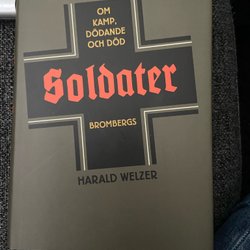 OM
KAMP,
DÖDANDE
OCH DÖD
Soldater
BROMBERGS
HARALD WELZER